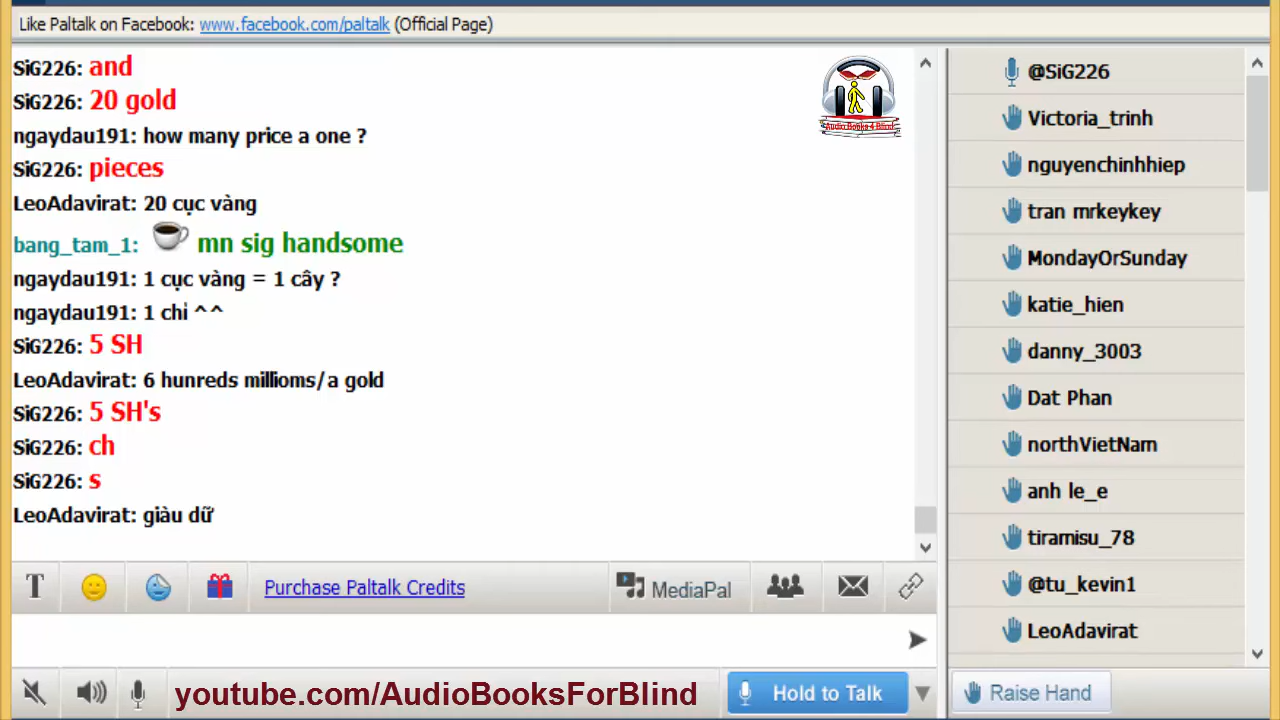 Like Paltalk on Facebook: www.facebook.com/paltalk (Official Page)
SiG226: and
SiG226: 20 gold
ngaydau191: how many price a one ?
SiG226: pieces
LeoAdavirat: 20 cục vàng
bang_tam_1: mn sig handsome
ngaydau191: 1 cục vàng = 1 cây ?
ngaydau191: 1 chỉ ^^
SiG226: 5 SH
LeoAdavirat: 6 hunreds millioms/a gold
SiG226: 5 SH's
SiG226: ch
SiG226: s
LeoAdavirat: giàu dữ
Audio Books 4 Blind
T
Purchase Paltalk Credits
MediaPal
youtube.com/AudioBooksForBlind
Hold to Talk
@SiG226
Victoria_trinh
nguyenchinhhiep
tran mrkeykey
MondayOrSunday
katie_hien
danny_3003
Dat Phan
northVietNam
anh le_e
tiramisu_78
@tu_kevin1
LeoAdavirat
Raise Hand